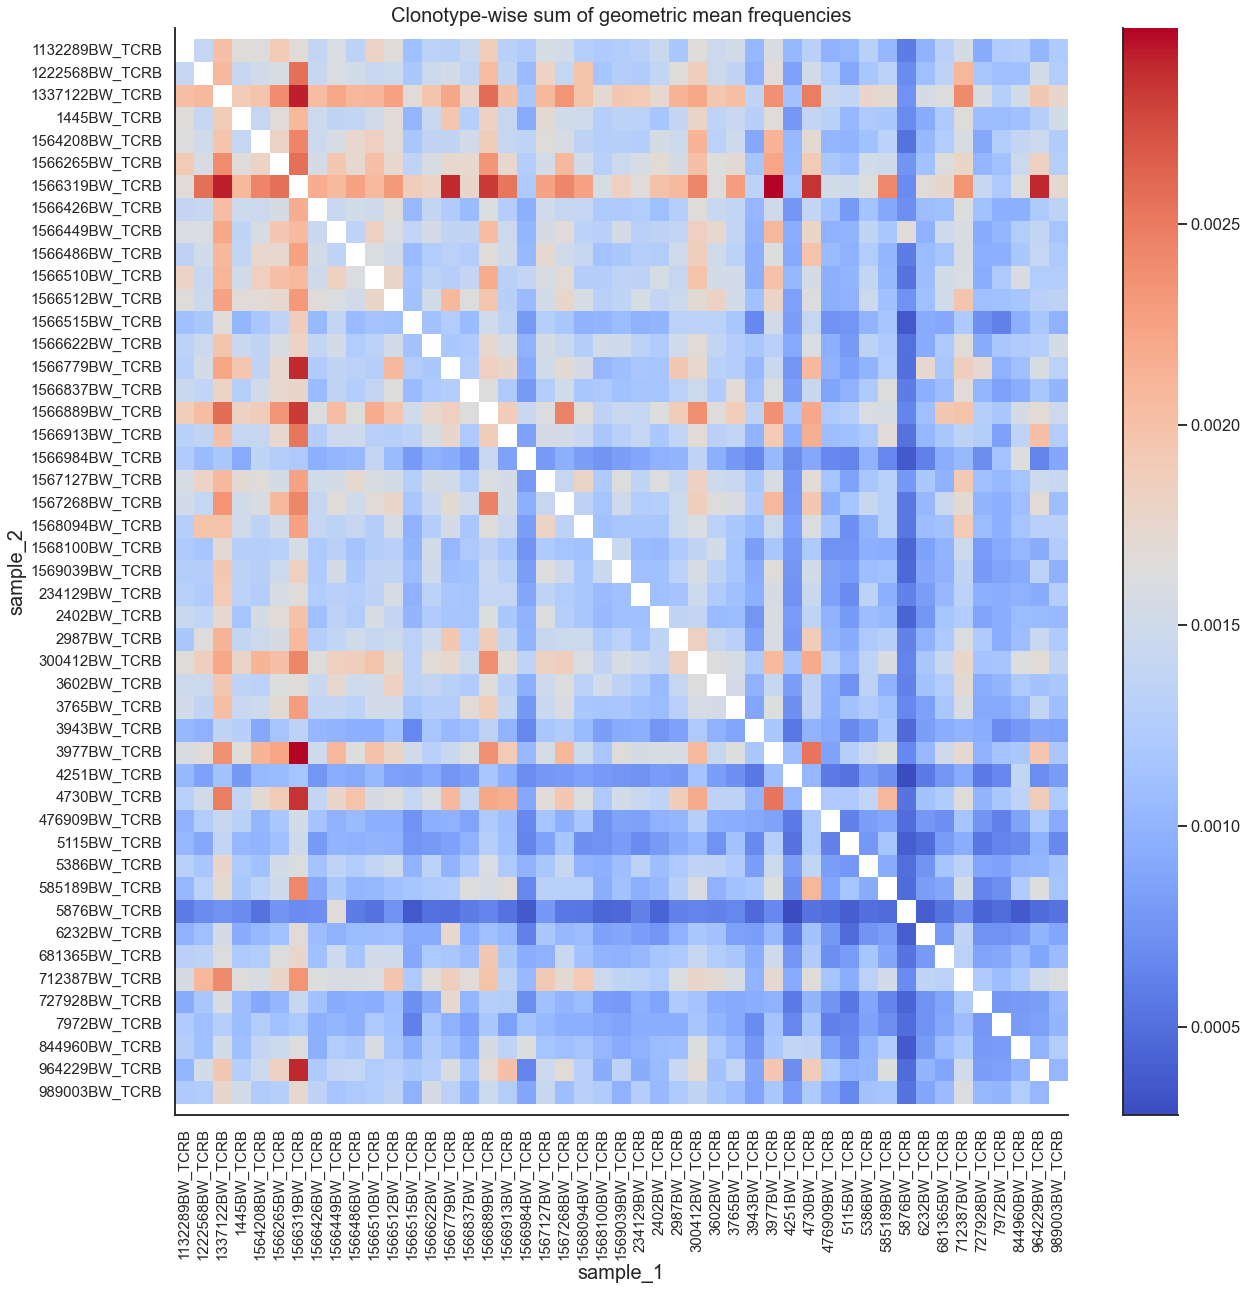 Clonotype-wise sum of geometric mean frequencies
sample_2
1132289BW_TCRB
1222568BW_TCRB
1337122BW_TCRB
1445BW_TCRB
1564208BW_TCRB
1566265BW_TCRB
1566319BW_TCRB
1566426BW_TCRB
1566449BW_TCRB
1566486BW_TCRB
1566510BW_TCRB
1566512BW_TCRB
1566515BW_TCRB
1566622BW_TCRB
1566779BW_TCRB
1566837BW_TCRB
1566889BW_TCRB
1566913BW_TCRB
1566984BW_TCRB
1567127BW_TCRB
1567268BW_TCRB
1568094BW_TCRB
1568100BW_TCRB
1569039BW_TCRB
234129BW_TCRB
2402BW_TCRB
2987BW_TCRB
300412BW_TCRB
3602BW_TCRB
3765BW_TCRB
3943BW_TCRB
3977BW_TCRB
4251BW_TCRB
4730BW_TCRB
476909BW_TCRB
5115BW_TCRB
5386BW_TCRB
585189BW_TCRB
5876BW_TCRB
6232BW_TCRB
681365BW_TCRB
712387BW_TCRB
727928BW_TCRB
7972BW_TCRB
844960BW_TCRB
964229BW_TCRB
989003BW_TCRB
1132289BW_TCRB
1222568BW_TCRB
1337122BW_TCRB
1445BW_TCRB
1564208BW_TCRB
1566265BW_TCRB
1566319BW_TCRB
1566426BW_TCRB
1566449BW_TCRB
1566486BW_TCRB
1566510BW_TCRB
1566512BW_TCRB
1566515BW_TCRB
1566622BW_TCRB
1566779BW_TCRB
1566837BW_TCRB
1566889BW_TCRB
1566913BW_TCRB
1566984BW_TCRB
1567127BW_TCRB
1567268BW_TCRB
1568094BW_TCRB
1568100BW_TCRB
1569039BW_TCRB
234129BW_TCRB
2402BW_TCRB
2987BW_TCRB
300412BW_TCRB
3602BW_TCRB
3765BW_TCRB
3943BW_TCRB
3977BW_TCRB
4251BW_TCRB
4730BW_TCRB
476909BW_TCRB
5115BW_TCRB
5386BW_TCRB
585189BW_TCRB
5876BW_TCRB
6232BW_TCRB
681365BW_TCRB
712387BW_TCRB
727928BW_TCRB
7972BW_TCRB
844960BW_TCRB
964229BW_TCRB
989003BW_TCRB
sample_1
0.0025
0.0020
0.0015
0.0010
0.0005